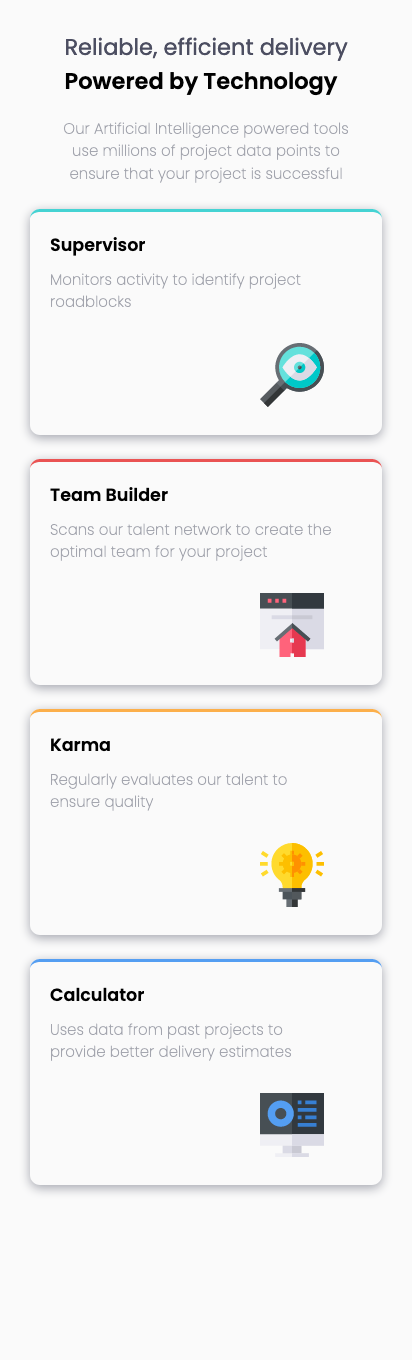 Reliable, efficient delivery
Powered by Technology
Our Artificial Intelligence powered tools
use millions of project data points to
ensure that your project is successful
Supervisor
Monitors activity to identify project
roadblocks
Team Builder
Scans our talent network to create the
optimal team for your project
Karma
Regularly evaluates our talent to
ensure quality
Calculator
Uses data from past projects to
provide better delivery estimates